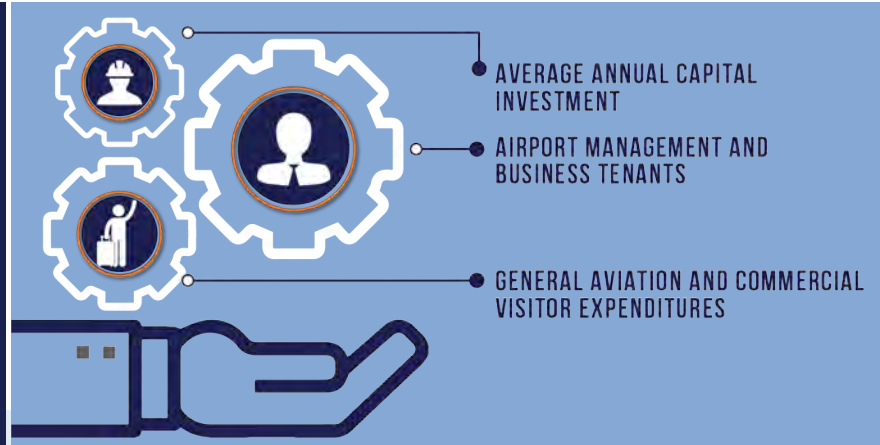 AVERAGE ANNUAL CAPITAL
INVESTMENT
AIRPORT MANAGEMENT AND
BUSINESS TENANTS
GENERAL AVIATION AND COMMERCIAL
VISITOR EXPENDITURES